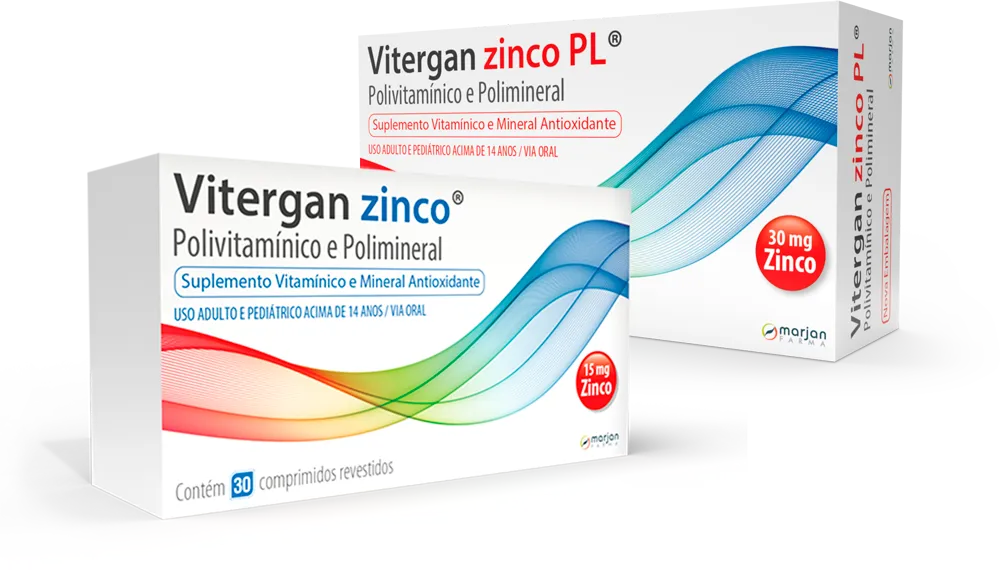 Vitergan zinco PL®
Polivitamínico e Polimineral
Suplemento Vitamínico e Mineral Antioxidante
USO ADULTO E PEDIÁTRICO ACIMA DE 14 ANOS / VIA ORAL
30 mg
Zinco
marjan
FARMA
Vitergan zinco PL®
Polivitamínico e Polimineral
Nova Embalagem
marjan
Vitergan zinco®
Polivitamínico e Polimineral
Suplemento Vitamínico e Mineral Antioxidante
USO ADULTO E PEDIÁTRICO ACIMA DE 14 ANOS / VIA ORAL
15 mg
Zinco
marjan
FARMA
Contém 30 comprimidos revestidos